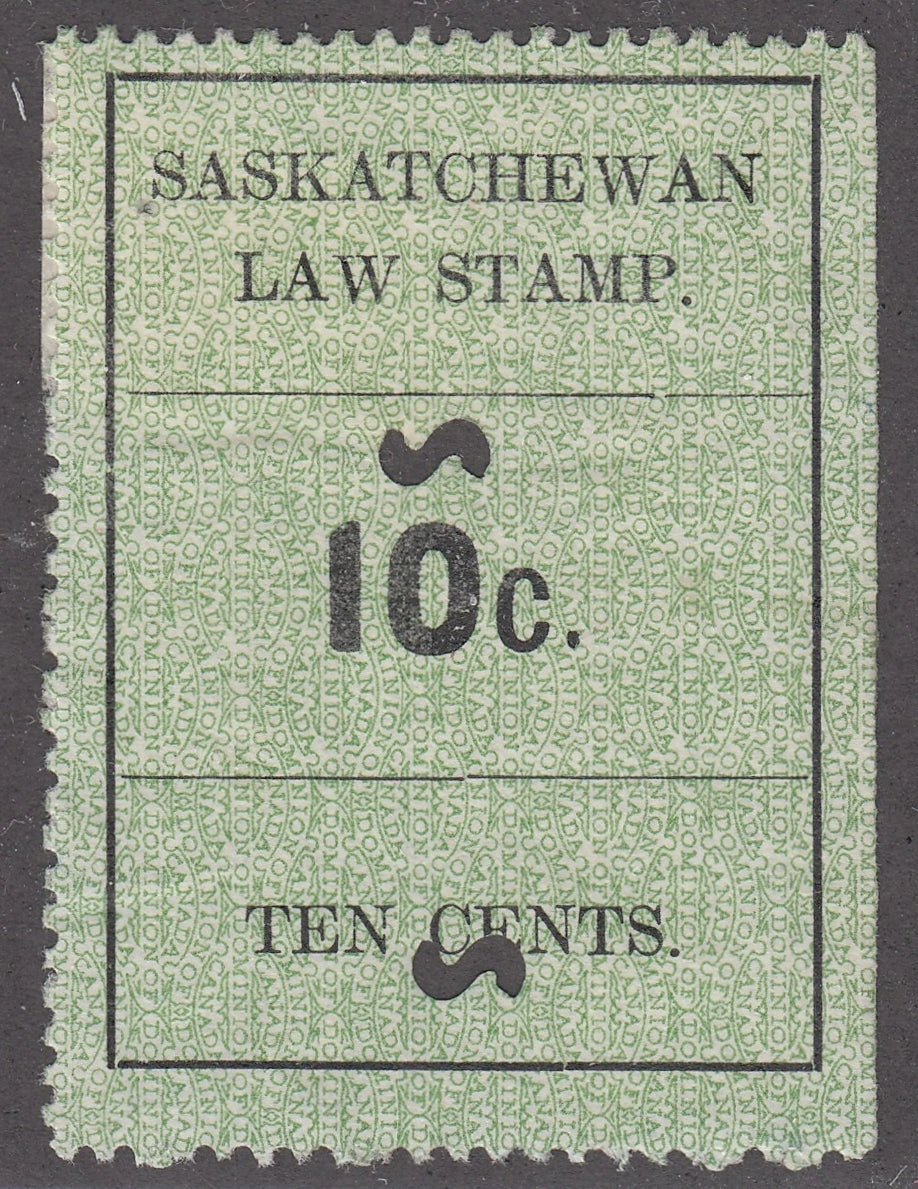 SASKATCHEWAN
LAW STAMP.
10c.
TEN CENTS.